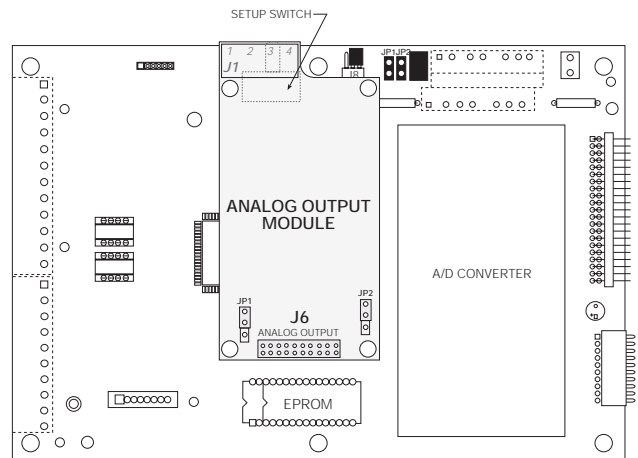 SETUP SWITCH
1 2 3 4
J1
J8
JP1 JP2
ANALOG OUTPUT
MODULE
A/D CONVERTER
JP1
JP2
J6
ANALOG OUTPUT
EPROM